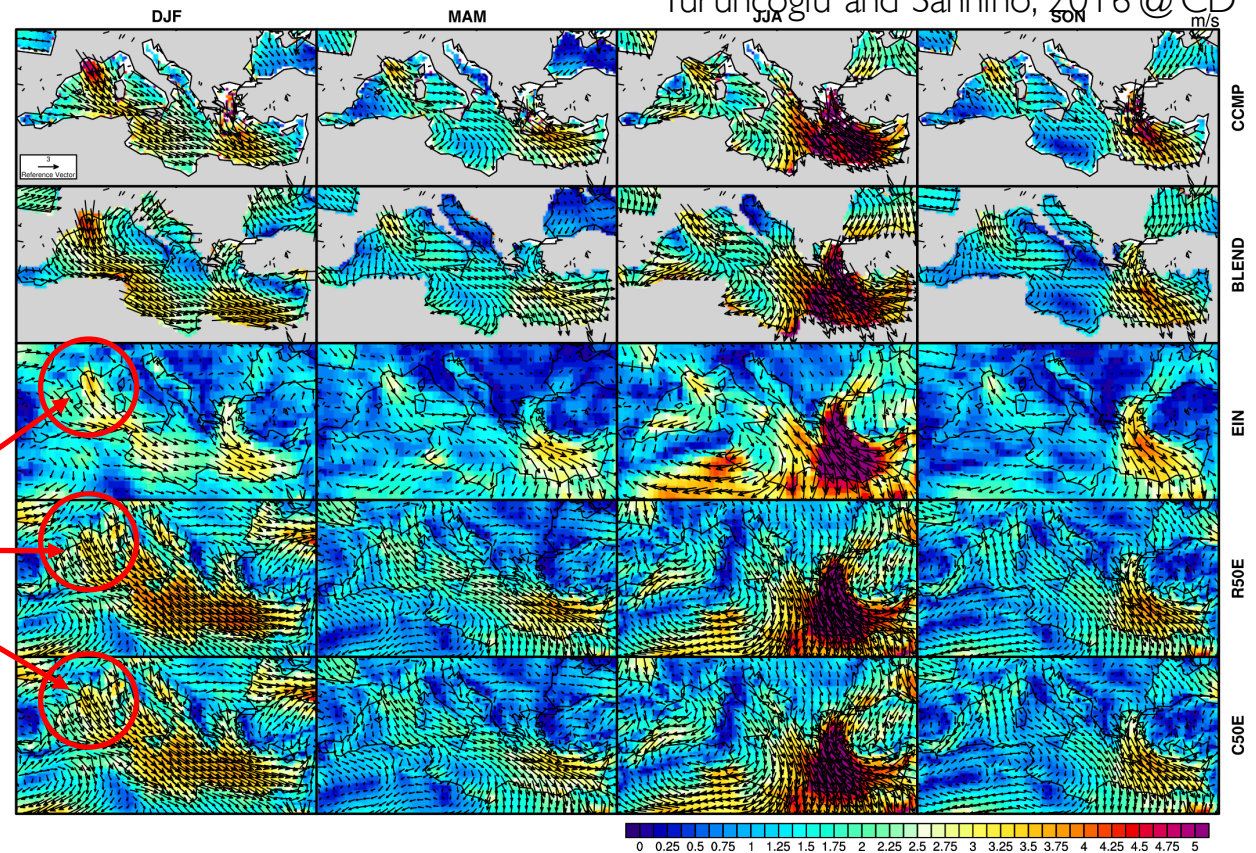 Turuncoglu and Sannino, 2016 @ CD
DJF MAM JJA SON
m/s
CCMP
3
Reference Vector
BLEND
EIN
R50E
C50E
0 0.25 0.5 0.75 1 1.25 1.5 1.75 2 2.25 2.5 2.75 3 3.25 3.5 3.75 4 4.25 4.5 4.75 5